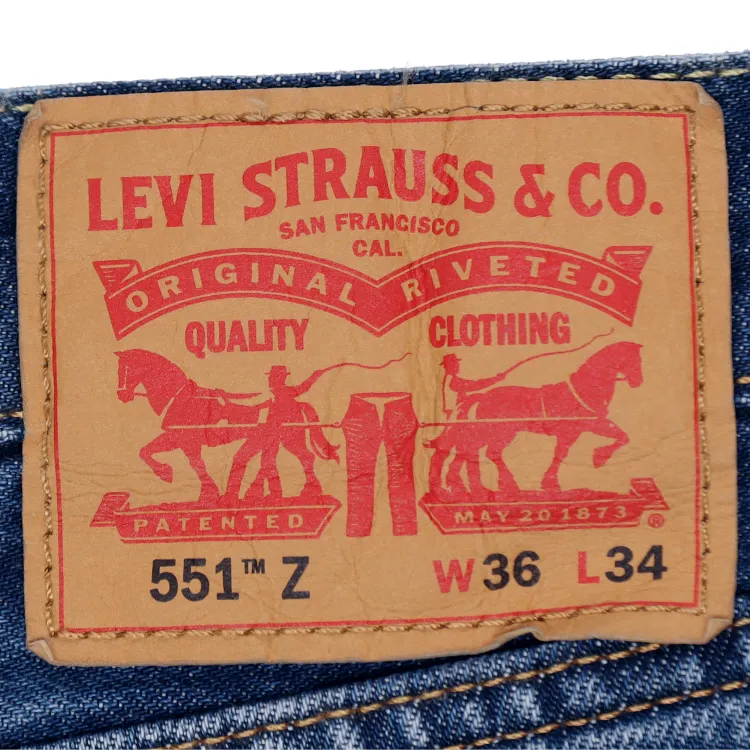 LEVI STRAUSS & CO.
SAN FRANCISCO
CAL.
ORIGINAL RIVETED
QUALITY CLOTHING
PATENTED MAY 20 1873 ®
551™ Z W36 L34